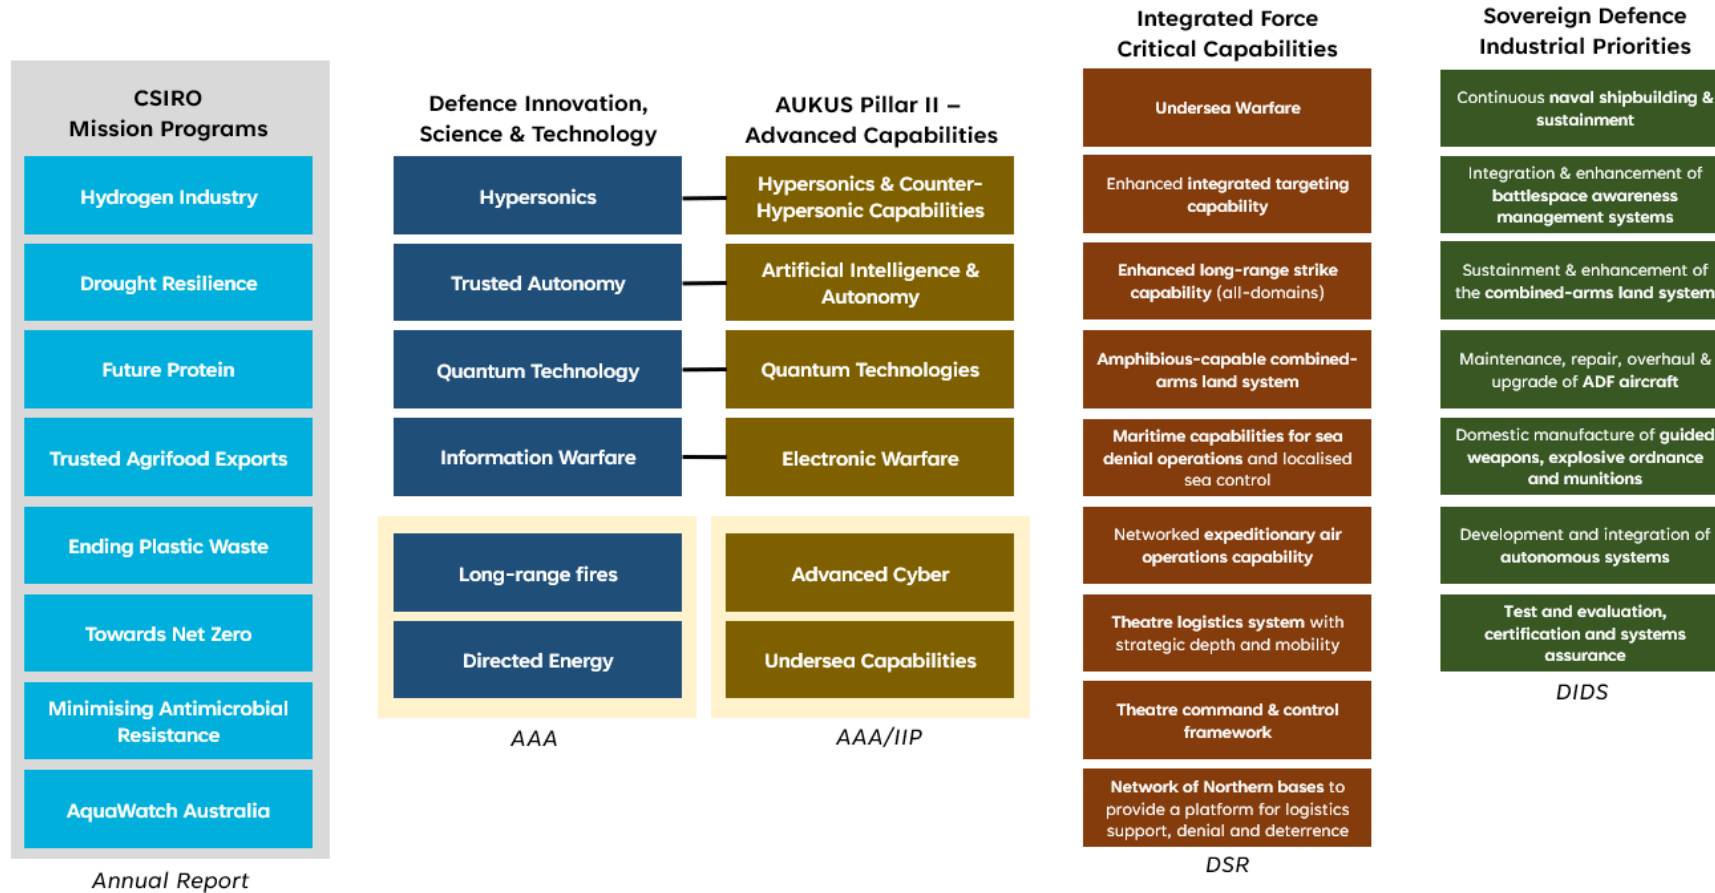 CSIRO
Mission Programs
Hydrogen Industry
Drought Resilience
Future Protein
Trusted Agrifood Exports
Ending Plastic Waste
Towards Net Zero
Minimising Antimicrobial
Resistance
AquaWatch Australia
Annual Report
Defence Innovation,
Science & Technology
Hypersonics
Trusted Autonomy
Quantum Technology
Information Warfare
Long-range fires
Directed Energy
AAA
AUKUS Pillar II –
Advanced Capabilities
Hypersonics & Counter-
Hypersonic Capabilities
Artificial Intelligence &
Autonomy
Quantum Technologies
Electronic Warfare
Advanced Cyber
Undersea Capabilities
AAA/IIP
Integrated Force
Critical Capabilities
Undersea Warfare
Enhanced integrated targeting
capability
Enhanced long-range strike
capability (all-domains)
Amphibious-capable combined-
arms land system
Maritime capabilities for sea
denial operations and localised
sea control
Networked expeditionary air
operations capability
Theatre logistics system with
strategic depth and mobility
Theatre command & control
framework
Network of Northern bases to
provide a platform for logistics
support, denial and deterrence
DSR
Sovereign Defence
Industrial Priorities
Continuous naval shipbuilding &
sustainment
Integration & enhancement of
battlespace awareness
management systems
Sustainment & enhancement of
the combined-arms land system
Maintenance, repair, overhaul &
upgrade of ADF aircraft
Domestic manufacture of guided
weapons, explosive ordnance
and munitions
Development and integration of
autonomous systems
Test and evaluation,
certification and systems
assurance
DIDS